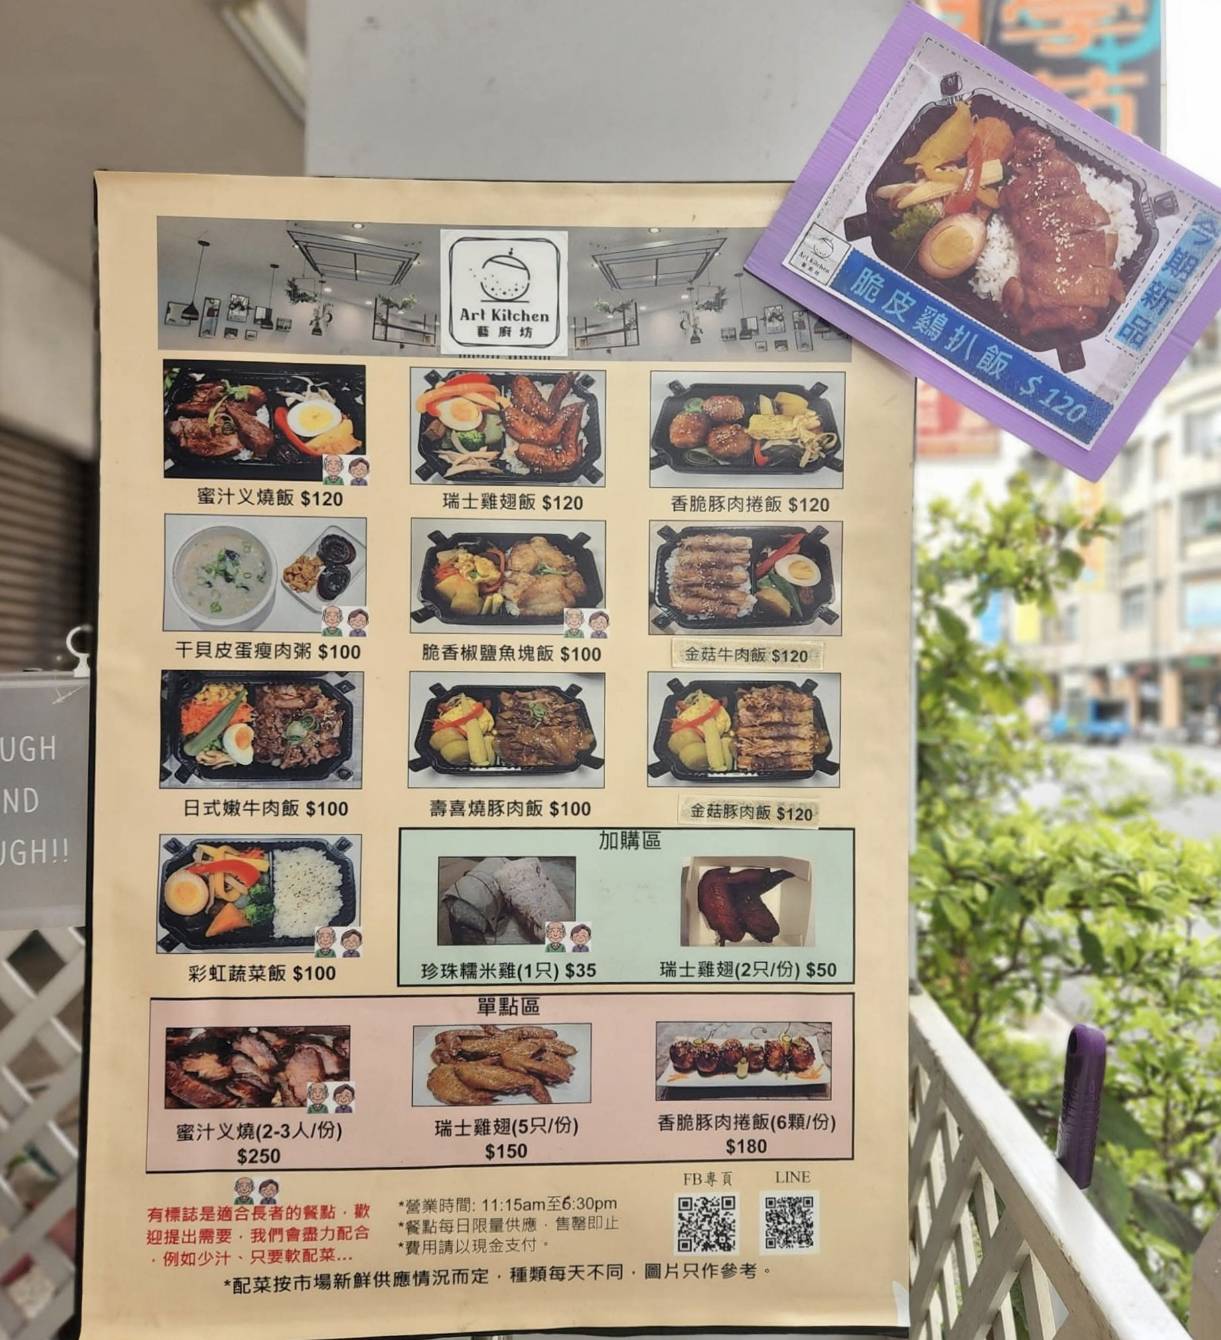 今期新品
Art Kitchen
藝廚坊
脆皮雞扒飯 $120
Art Kitchen
藝廚坊
蜜汁义燒飯 $120
瑞士雞翅飯 $120
香脆豚肉捲飯 $120
干貝皮蛋瘦肉粥 $100
脆香椒鹽魚塊飯 $100
金菇牛肉飯 $120
日式嫩牛肉飯 $100
壽喜燒豚肉飯 $100
金菇豚肉飯 $120
彩虹蔬菜飯 $100
加購區
珍珠糯米雞(1只) $35
瑞士雞翅(2只/份) $50
單點區
蜜汁义燒(2-3人/份)
$250
瑞士雞翅(5只/份)
$150
香脆豚肉捲飯(6顆/份)
$180
有標誌是適合長者的餐點，歡
迎提出需要，我們會盡力配合
，例如少汁、只要軟配菜...
*營業時間: 11:15am至6:30pm
*餐點每日限量供應，售罄即止
*費用請以現金支付。
FB專頁
LINE
*配菜按市場新鮮供應情況而定，種類每天不同，圖片只作參考。
UGH
ND
UGH!!